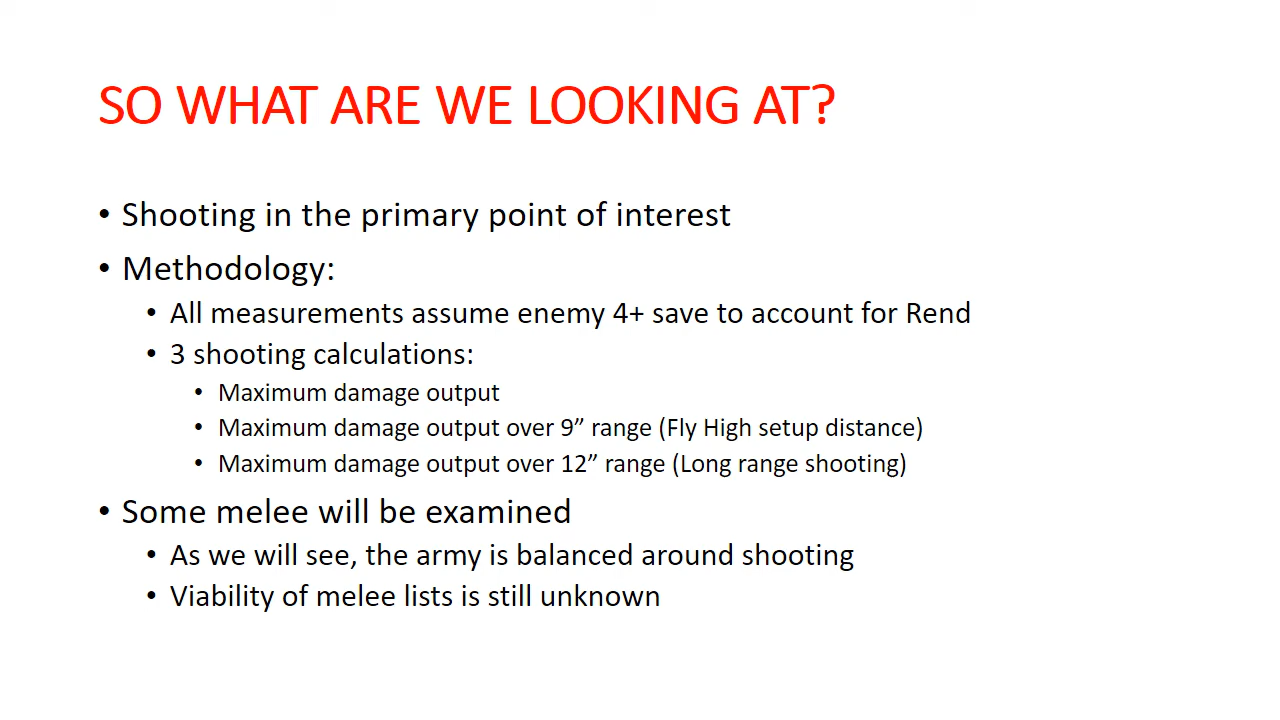 SO WHAT ARE WE LOOKING AT?
• Shooting in the primary point of interest
• Methodology:
• All measurements assume enemy 4+ save to account for Rend
• 3 shooting calculations:
• Maximum damage output
• Maximum damage output over 9” range (Fly High setup distance)
• Maximum damage output over 12” range (Long range shooting)
• Some melee will be examined
• As we will see, the army is balanced around shooting
• Viability of melee lists is still unknown